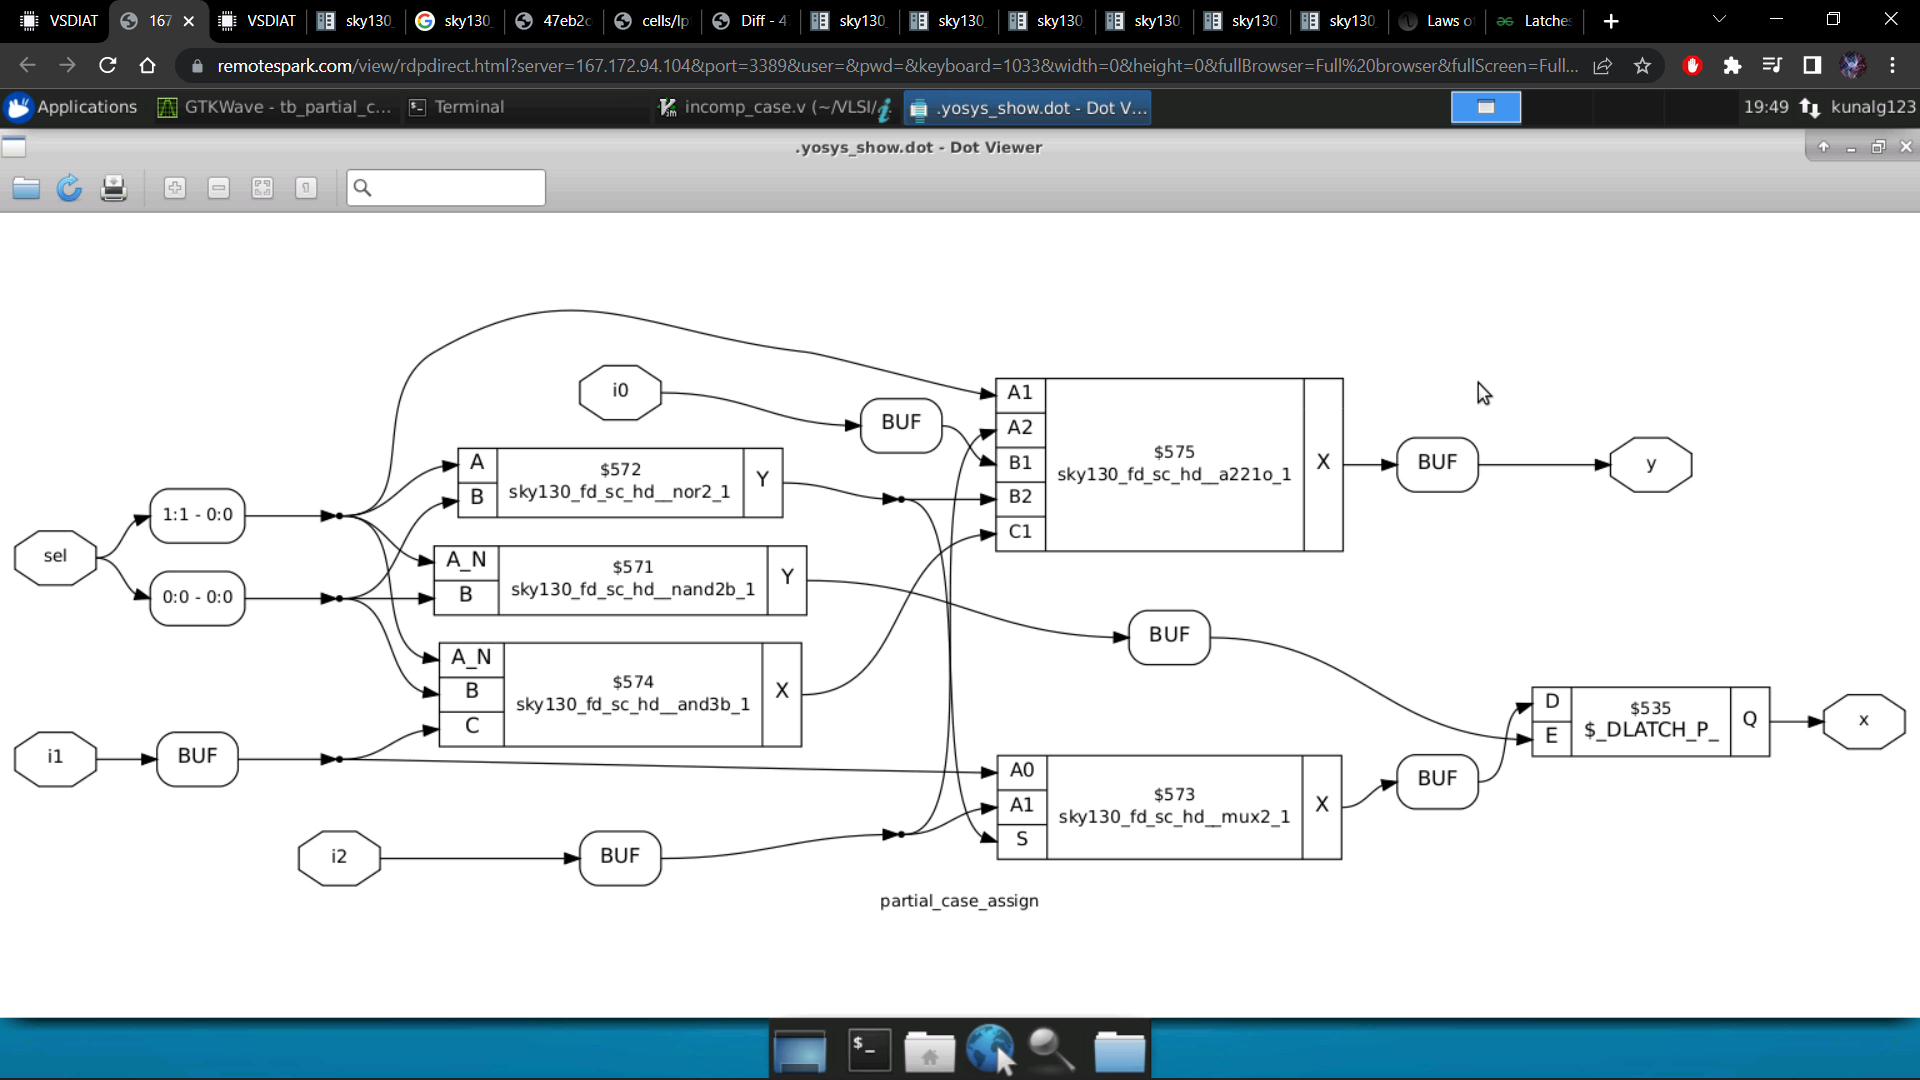 VSDIAT
167
VSDIAT
sky130
sky130
47eb2c
cells/lp
Diff - 4
sky130
sky130
sky130
sky130
sky130
sky130
Laws o
Latche
remotespark.com/view/rdpdirect.html?server=167.172.94.104&port=3389&user=&pwd=&keyboard=1033&width=0&height=0&fullBrowser=Full%20browser&fullScreen=Full...
Applications
GTKWave - tb_partial_c...
Terminal
incomp_case.v (~/VLSI/
.yosys_show.dot - Dot V...
19:49
kunalg123
.yosys_show.dot - Dot Viewer
i0
BUF
A1
A2
B1
B2
C1
$575
sky130_fd_sc_hd__a221o_1
X
BUF
y
A
B
$572
sky130_fd_sc_hd__nor2_1
Y
sel
1:1 - 0:0
0:0 - 0:0
A_N
B
$571
sky130_fd_sc_hd__nand2b_1
Y
BUF
A_N
B
C
$574
sky130_fd_sc_hd__and3b_1
X
D
E
$535
$_DLATCH_P_
Q
x
i1
BUF
A0
A1
S
$573
sky130_fd_sc_hd__mux2_1
X
BUF
i2
BUF
partial_case_assign
$_